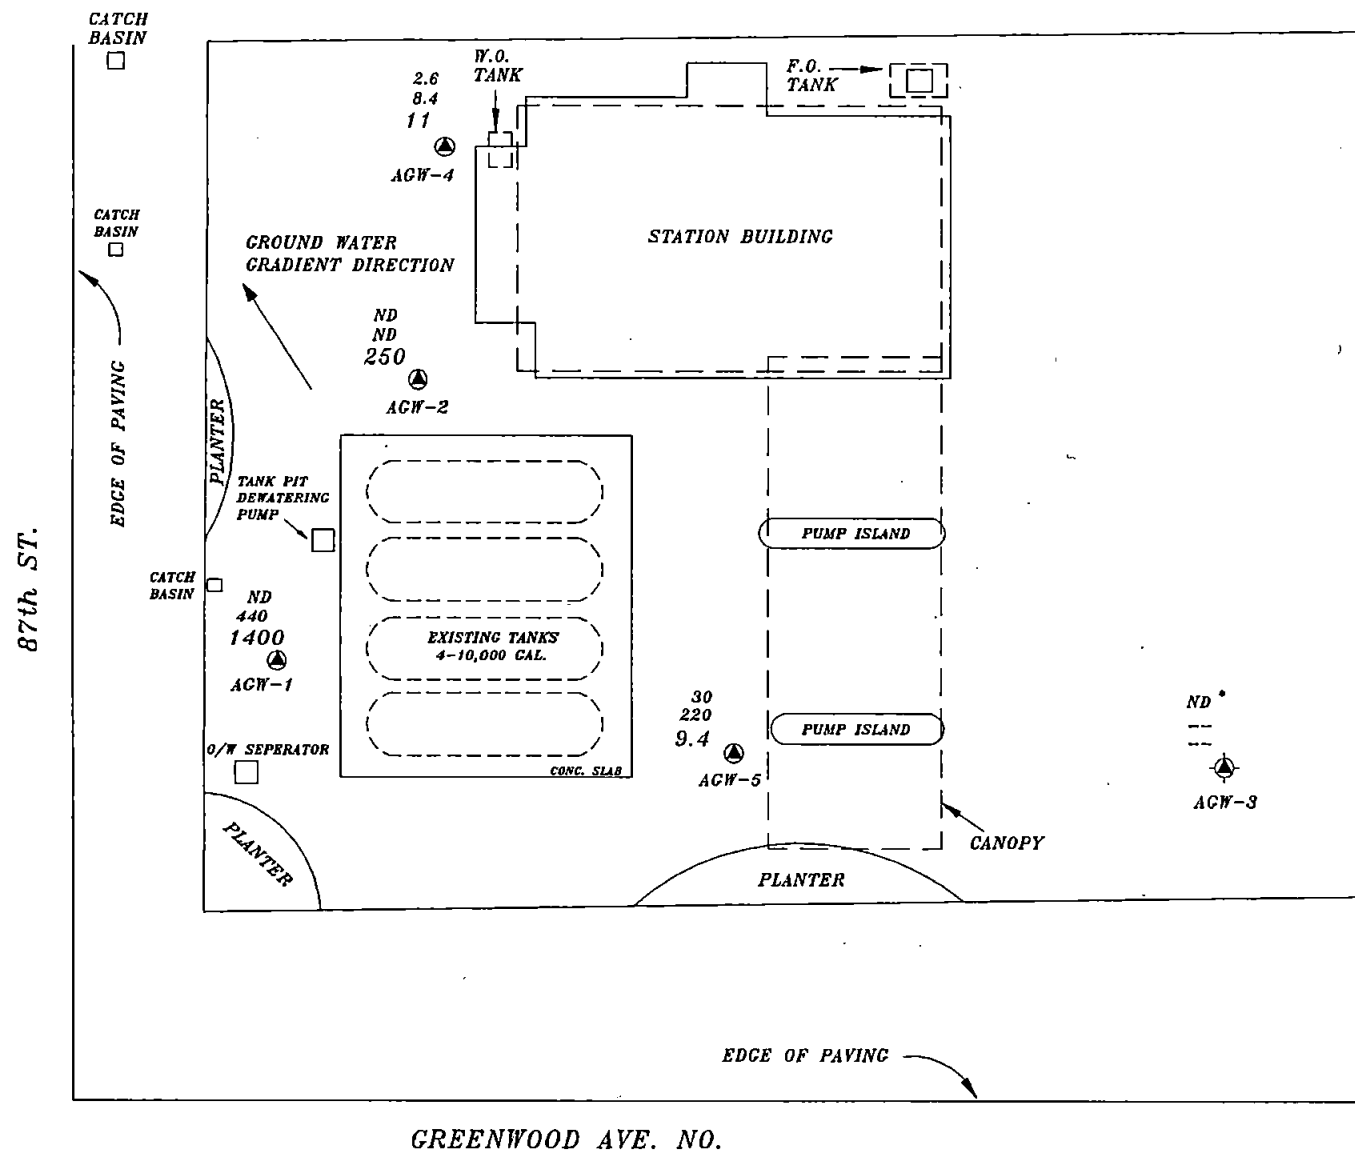 CATCH
BASIN
W.O.
TANK
F.O.
TANK
2.6
8.4
11
AGW-4
CATCH
BASIN
STATION BUILDING
GROUND WATER
GRADIENT DIRECTION
ND
ND
250
AGW-2
EDGE OF PAVING
PLANTER
TANK PIT
DEWATERING
PUMP
PUMP ISLAND
87th ST.
CATCH
BASIN
ND
440
1400
AGW-1
EXISTING TANKS
4-10,000 GAL.
30
220
9.4
AGW-5
PUMP ISLAND
ND *
--
--
AGW-3
O/W SEPERATOR
CONC. SLAB
PLANTER
CANOPY
PLANTER
EDGE OF PAVING
GREENWOOD AVE. NO.